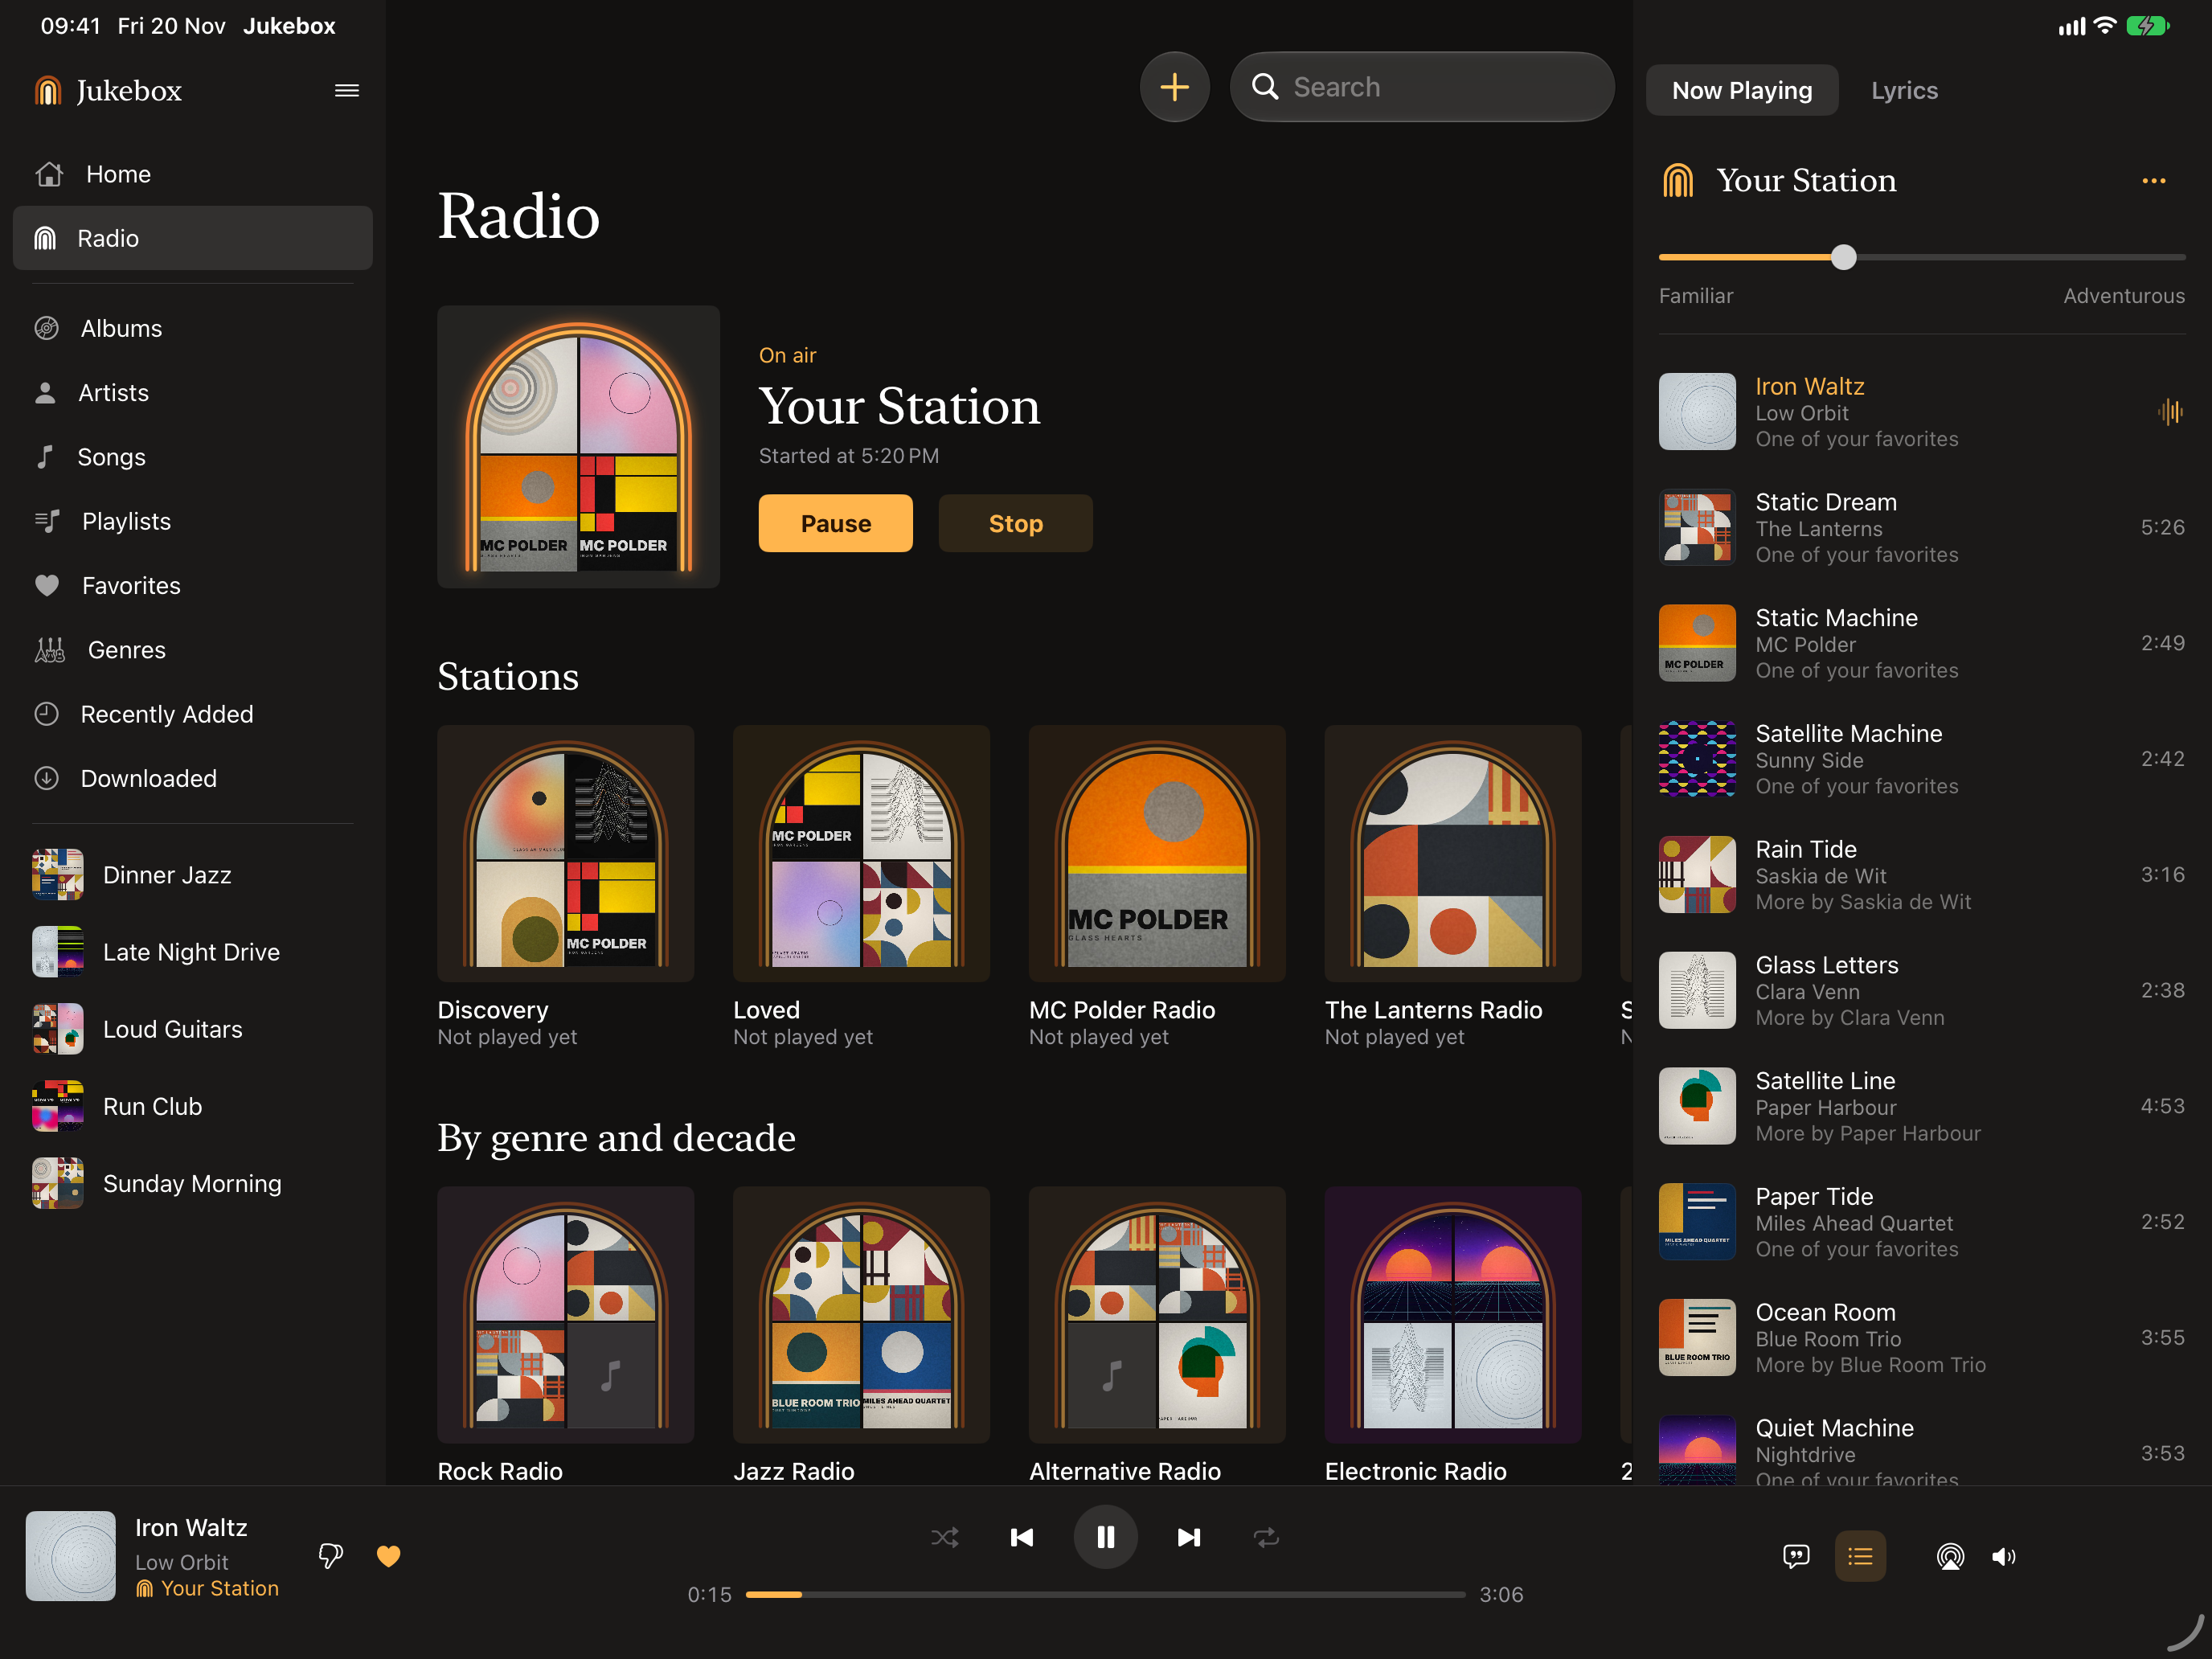 09:41 Fri 20 Nov Jukebox
Jukebox
Home
Radio
Albums
Artists
Songs
Playlists
Favorites
Genres
Recently Added
Downloaded
Dinner Jazz
Late Night Drive
Loud Guitars
Run Club
Sunday Morning
Search
Radio
MC POLDER
MC POLDER
On air
Your Station
Started at 5:20 PM
Pause
Stop
Stations
MC POLDER
MC POLDER
MC POLDER
GLASS HEARTS
Discovery
Not played yet
Loved
Not played yet
MC Polder Radio
Not played yet
The Lanterns Radio
Not played yet
By genre and decade
BLUE ROOM TRIO
MILES AHEAD QUARTET
Rock Radio
Jazz Radio
Alternative Radio
Electronic Radio
2
Now Playing
Lyrics
Your Station
Familiar
Adventurous
Iron Waltz
Low Orbit
One of your favorites
Static Dream
The Lanterns
One of your favorites
5:26
MC POLDER
Static Machine
MC Polder
One of your favorites
2:49
Satellite Machine
Sunny Side
One of your favorites
2:42
Rain Tide
Saskia de Wit
More by Saskia de Wit
3:16
Glass Letters
Clara Venn
More by Clara Venn
2:38
Satellite Line
Paper Harbour
More by Paper Harbour
4:53
MILES AHEAD QUARTET
Paper Tide
Miles Ahead Quartet
One of your favorites
2:52
BLUE ROOM TRIO
Ocean Room
Blue Room Trio
More by Blue Room Trio
3:55
Quiet Machine
Nightdrive
One of your favorites
3:53
Iron Waltz
Low Orbit
Your Station
0:15
3:06